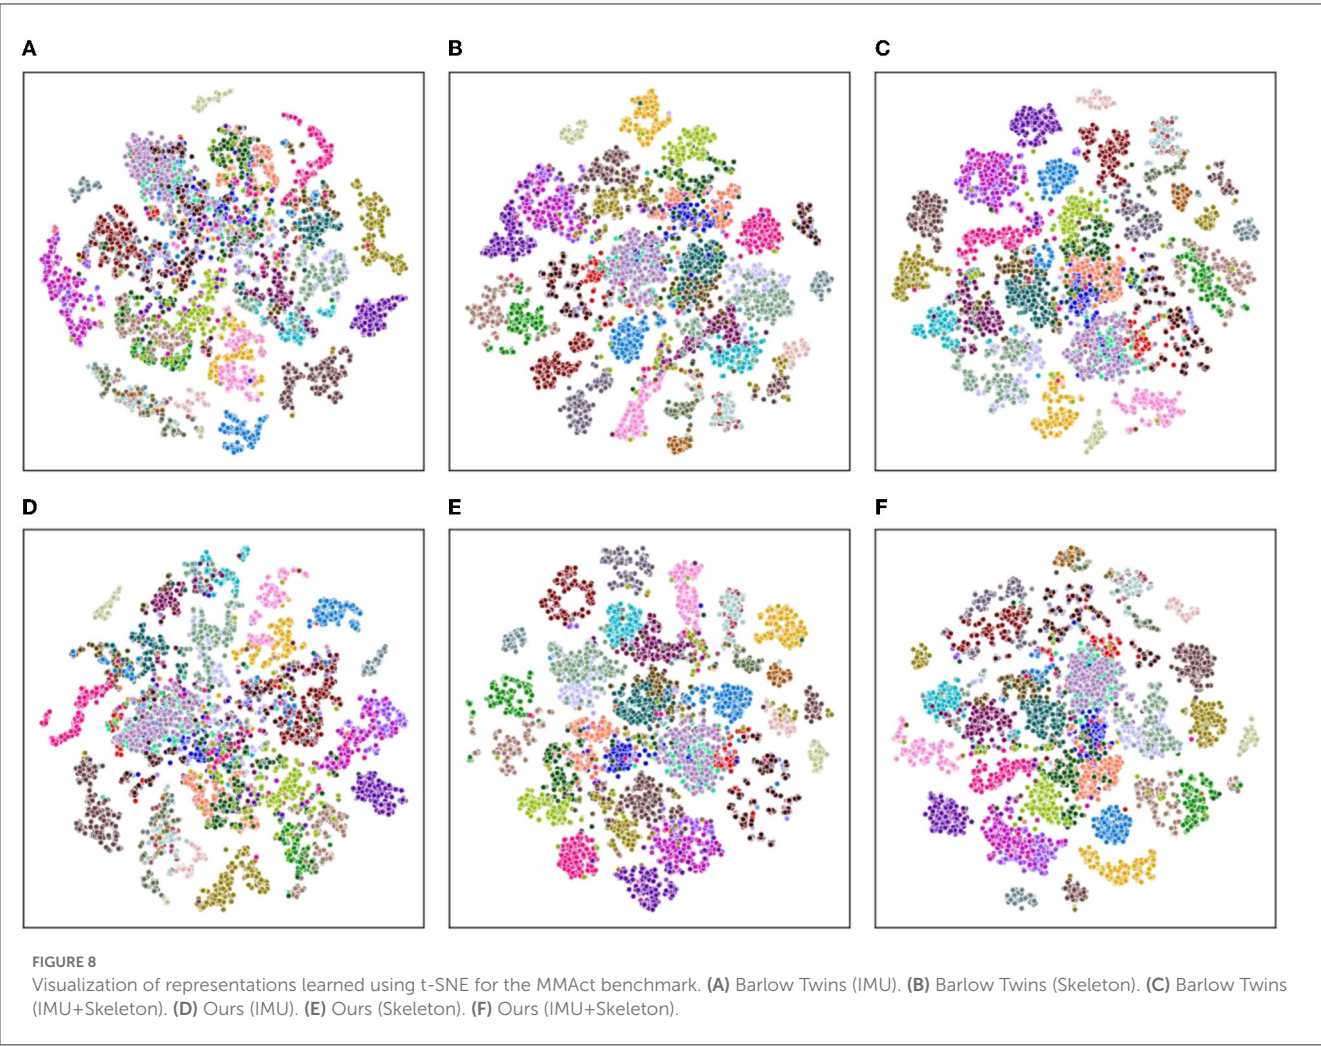 A
B
C
D
E
F
FIGURE 8
Visualization of representations learned using t-SNE for the MMAct benchmark. (A) Barlow Twins (IMU). (B) Barlow Twins (Skeleton). (C) Barlow Twins
(IMU+Skeleton). (D) Ours (IMU). (E) Ours (Skeleton). (F) Ours (IMU+Skeleton).